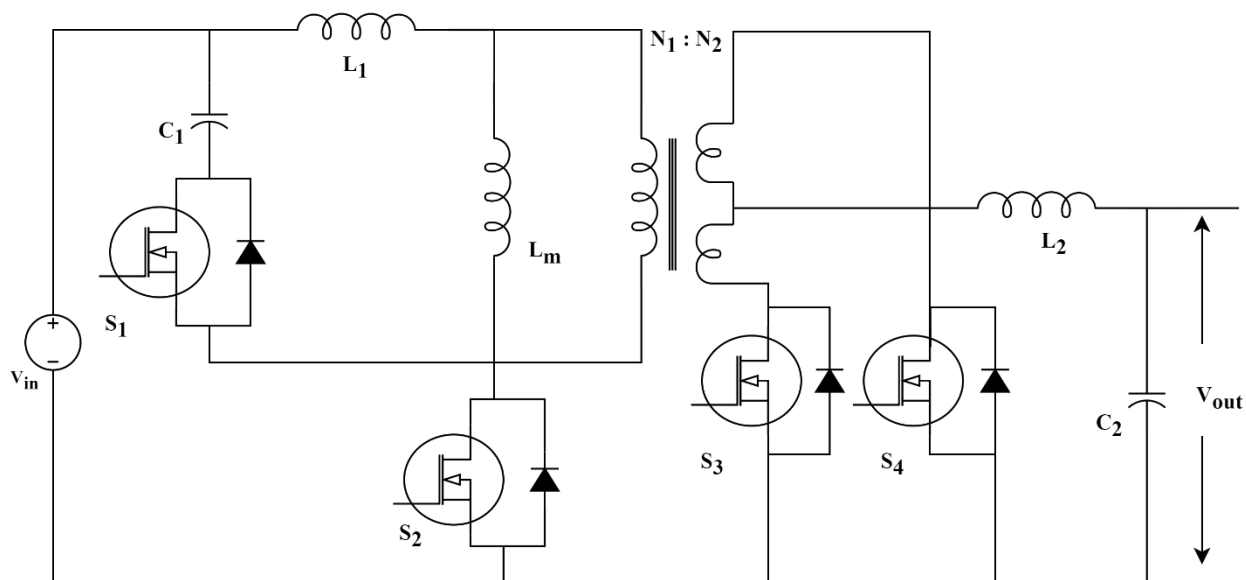 L₁
N₁ : N₂
C₁
S₁
Lₘ
L₂
+
−
Vᵢₙ
S₂
S₃
S₄
C₂
Vₒᵤₜ